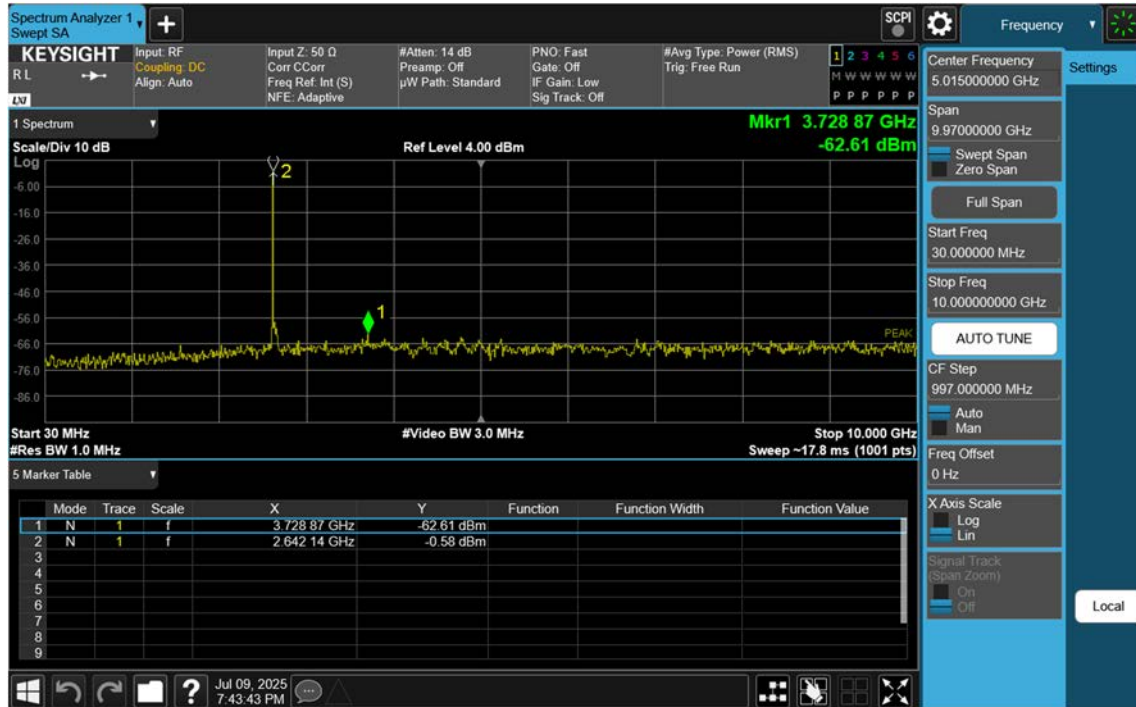 Spectrum Analyzer 1
Swept SA
SCPI
Frequency
KEYSIGHT
R L
LXI
Input: RF
Coupling: DC
Align: Auto
Input Z: 50 Ω
Corr CCorr
Freq Ref: Int (S)
NFE: Adaptive
#Atten: 14 dB
Preamp: Off
µW Path: Standard
PNO: Fast
Gate: Off
IF Gain: Low
Sig Track: Off
#Avg Type: Power (RMS)
Trig: Free Run
1 2 3 4 5 6
M W W W W W
P P P P P P
1 Spectrum
Scale/Div 10 dB
Ref Level 4.00 dBm
Mkr1 3.728 87 GHz
-62.61 dBm
Log
2
-6.00
-16.0
-26.0
-36.0
-46.0
1
-56.0
PEAK
-66.0
-76.0
-86.0
Start 30 MHz
#Video BW 3.0 MHz
Stop 10.000 GHz
#Res BW 1.0 MHz
Sweep ~17.8 ms (1001 pts)
5 Marker Table
Mode Trace Scale X Y Function Function Width Function Value
1 N 1 f 3.728 87 GHz -62.61 dBm
2 N 1 f 2.642 14 GHz -0.58 dBm
3
4
5
6
7
8
9
?
Jul 09, 2025
7:43:43 PM
Center Frequency
5.015000000 GHz
Settings
Span
9.97000000 GHz
Swept Span
Zero Span
Full Span
Start Freq
30.000000 MHz
Stop Freq
10.000000000 GHz
AUTO TUNE
CF Step
997.000000 MHz
Auto
Man
Freq Offset
0 Hz
X Axis Scale
Log
Lin
Signal Track
(Span Zoom)
On
Off
Local